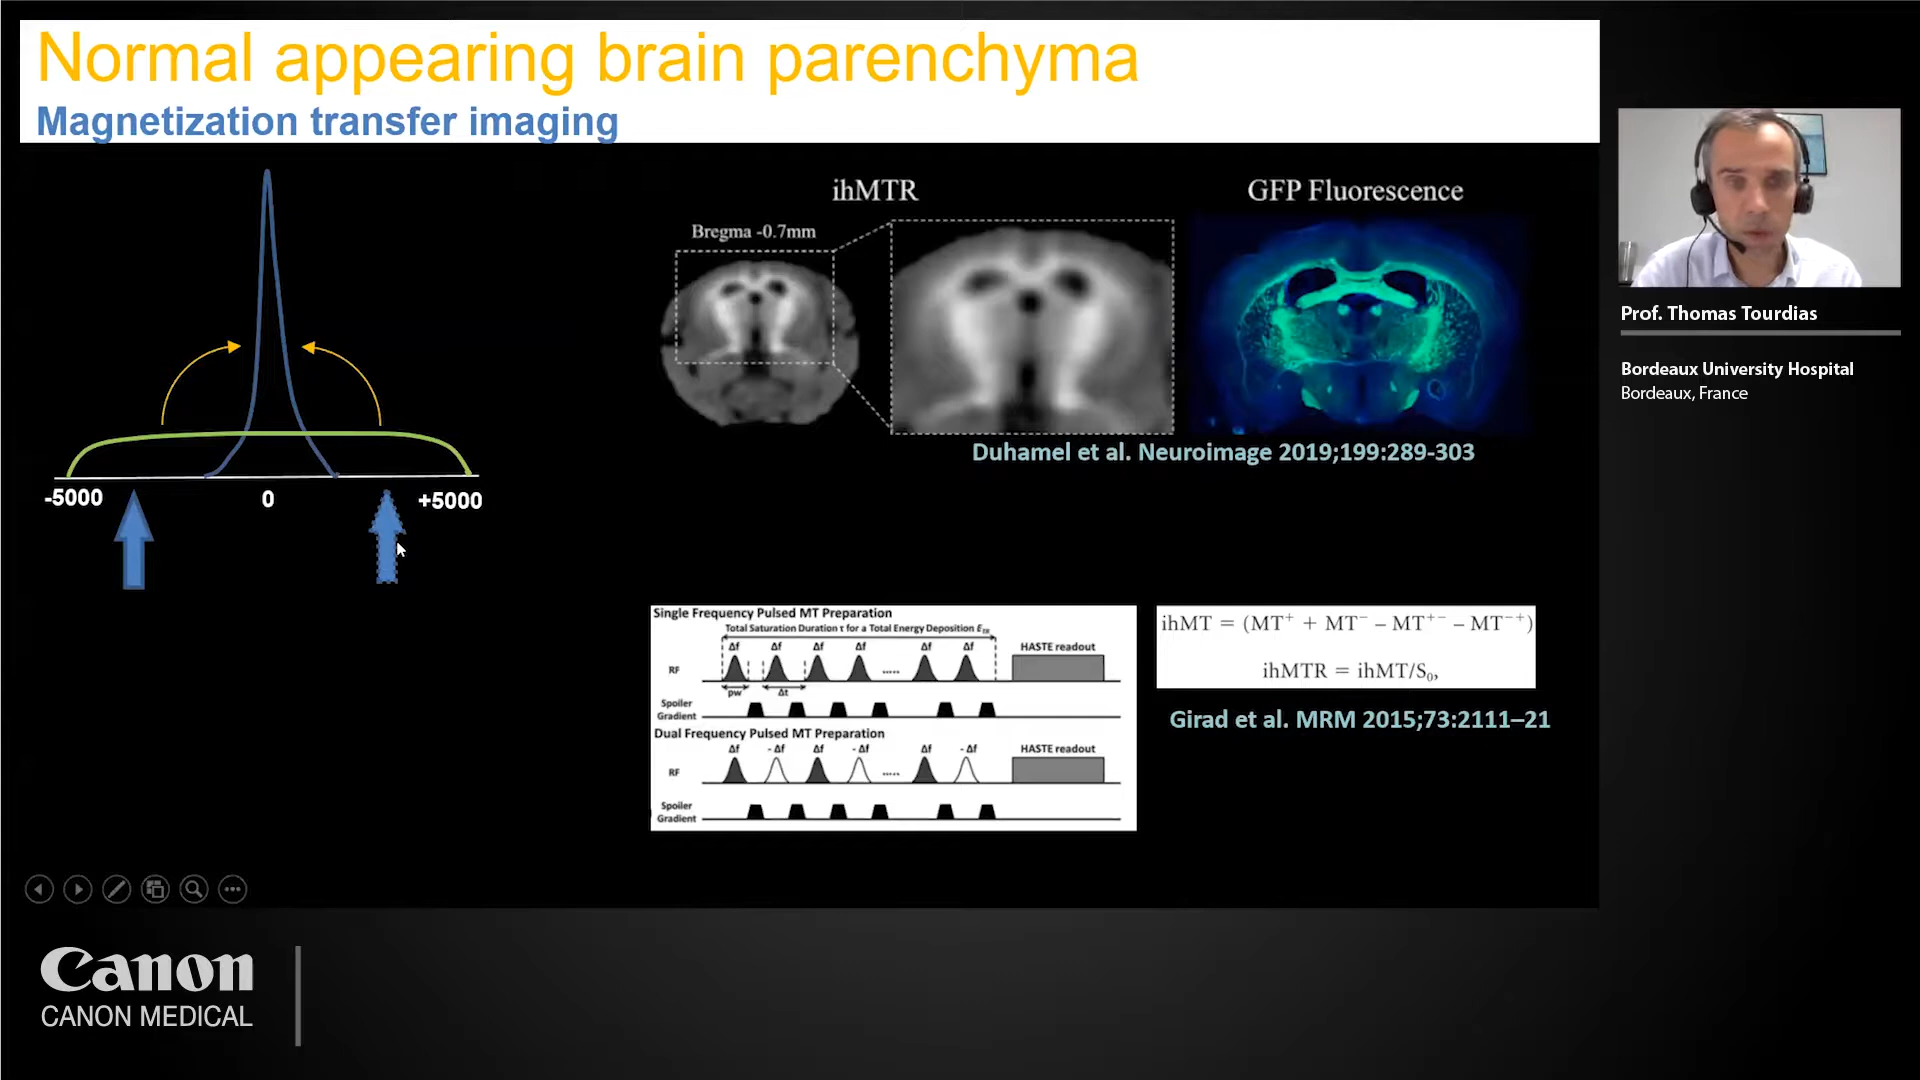 Normal appearing brain parenchyma
Magnetization transfer imaging
-5000
0
+5000
ihMTR
GFP Fluorescence
Bregma -0.7mm
Duhamel et al. Neuroimage 2019;199:289-303
Single Frequency Pulsed MT Preparation
Total Saturation Duration τ for a Total Energy Deposition E_TR
Δf Δf Δf Δf Δf Δf HASTE readout
RF
.....
pw Δt
Spoiler
Gradient
Dual Frequency Pulsed MT Preparation
Δf - Δf Δf - Δf Δf - Δf HASTE readout
RF
.....
Spoiler
Gradient
ihMT = (MT⁺ + MT⁻ – MT⁺⁻ – MT⁻⁺)
ihMTR = ihMT/S₀,
Girad et al. MRM 2015;73:2111–21
Prof. Thomas Tourdias
Bordeaux University Hospital
Bordeaux, France
Canon
CANON MEDICAL